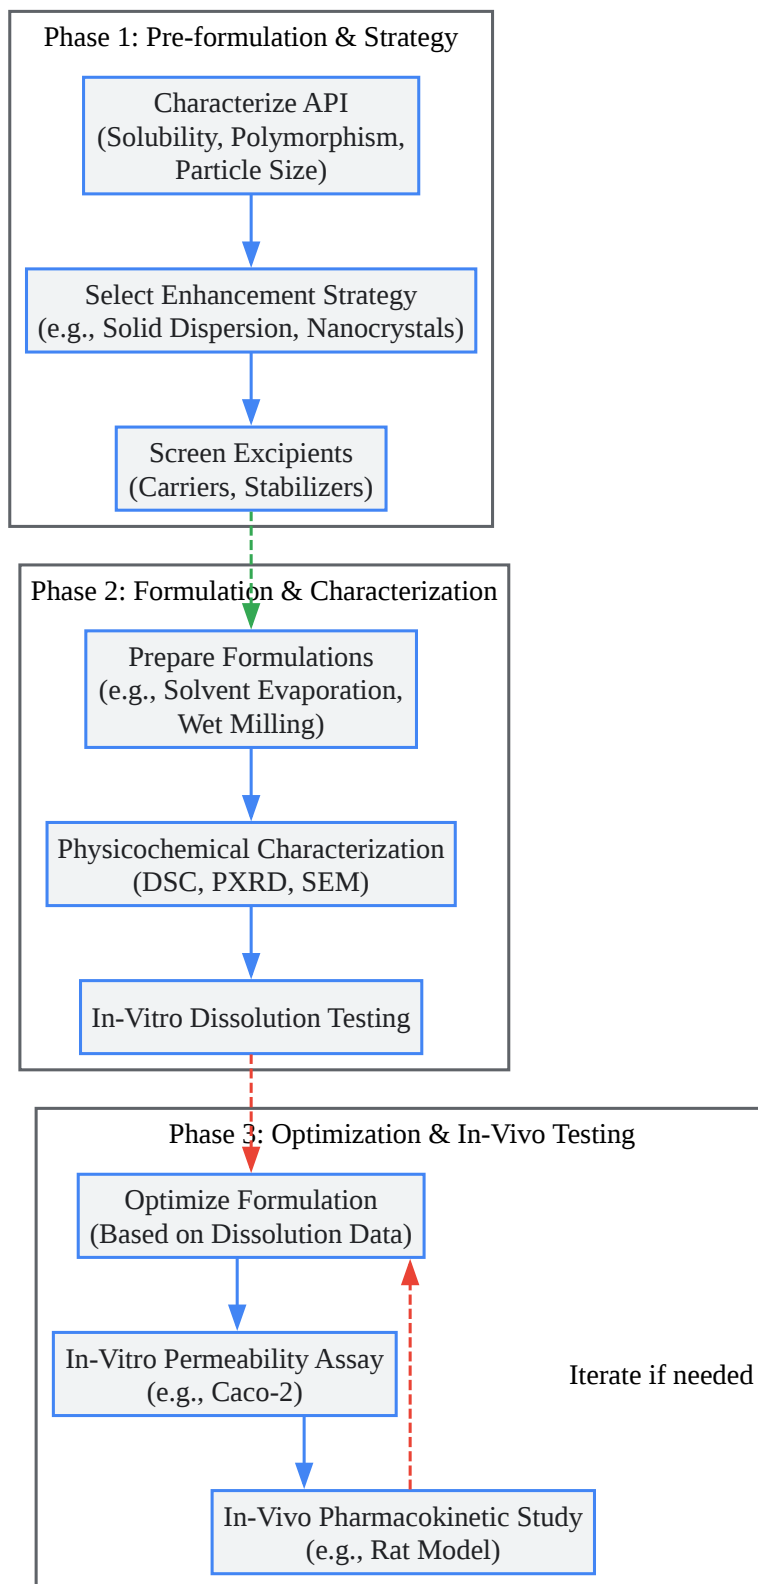 Phase 1: Pre-formulation & Strategy
Characterize API
(Solubility, Polymorphism,
Particle Size)
Select Enhancement Strategy
(e.g., Solid Dispersion, Nanocrystals)
Screen Excipients
(Carriers, Stabilizers)
Phase 2: Formulation & Characterization
Prepare Formulations
(e.g., Solvent Evaporation,
Wet Milling)
Physicochemical Characterization
(DSC, PXRD, SEM)
In-Vitro Dissolution Testing
Phase 3: Optimization & In-Vivo Testing
Optimize Formulation
(Based on Dissolution Data)
In-Vitro Permeability Assay
(e.g., Caco-2)
Iterate if needed
In-Vivo Pharmacokinetic Study
(e.g., Rat Model)